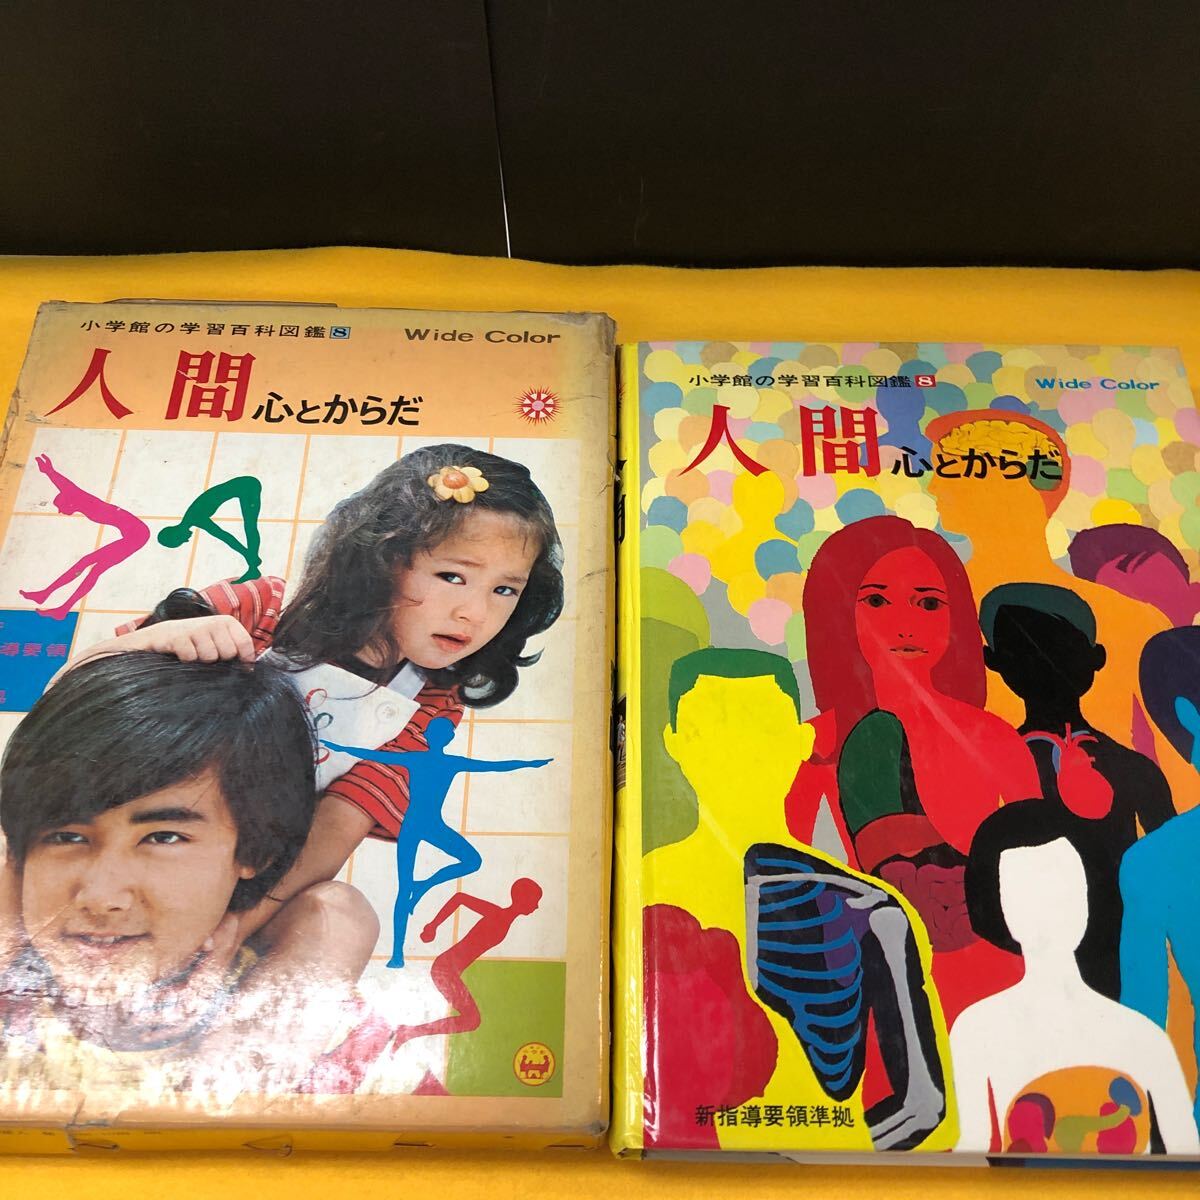 小学館の学習百科図鑑8
Wide Color
人間 心とからだ
導要領
小学館の学習百科図鑑8
Wide Color
人間 心とからだ
新指導要領準拠